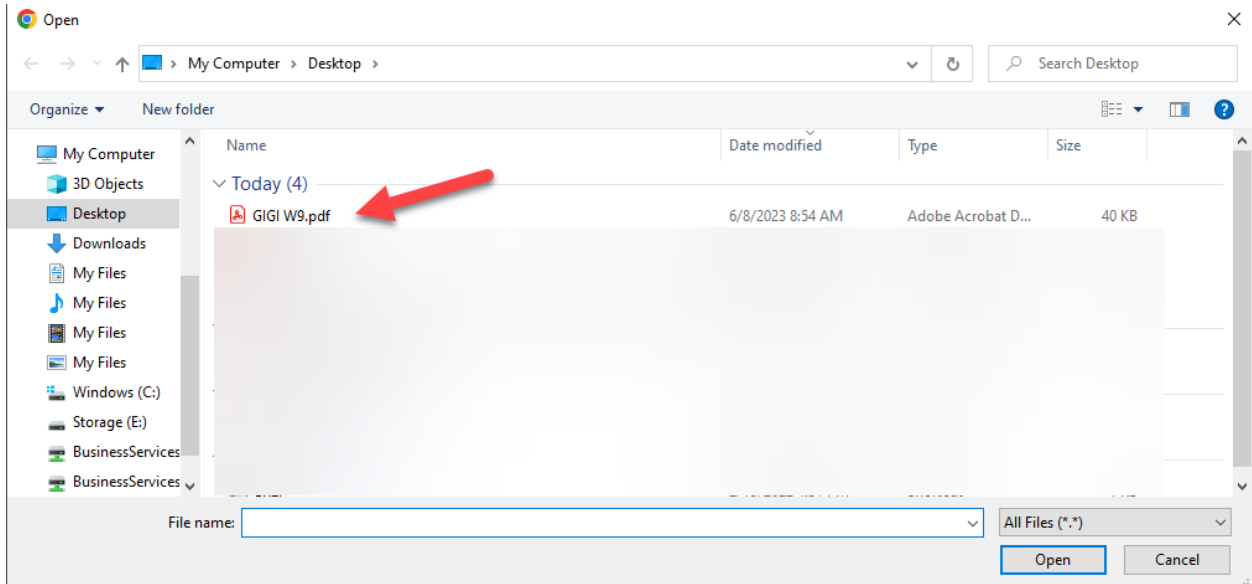 Open
My Computer > Desktop >
Search Desktop
Organize
New folder
My Computer
3D Objects
Desktop
Downloads
My Files
My Files
My Files
My Files
Windows (C:)
Storage (E:)
BusinessServices
BusinessServices
Name Date modified Type Size
Today (4)
GIGI W9.pdf 6/8/2023 8:54 AM Adobe Acrobat D... 40 KB
File name:
All Files (*.*)
Open Cancel